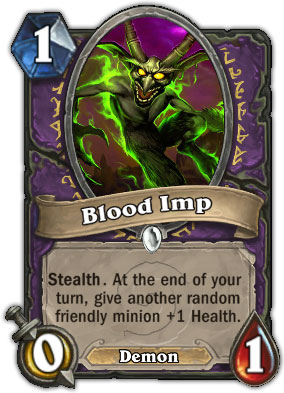 1
Blood Imp
Stealth. At the end of your
turn, give another random
friendly minion +1 Health.
0
Demon
1